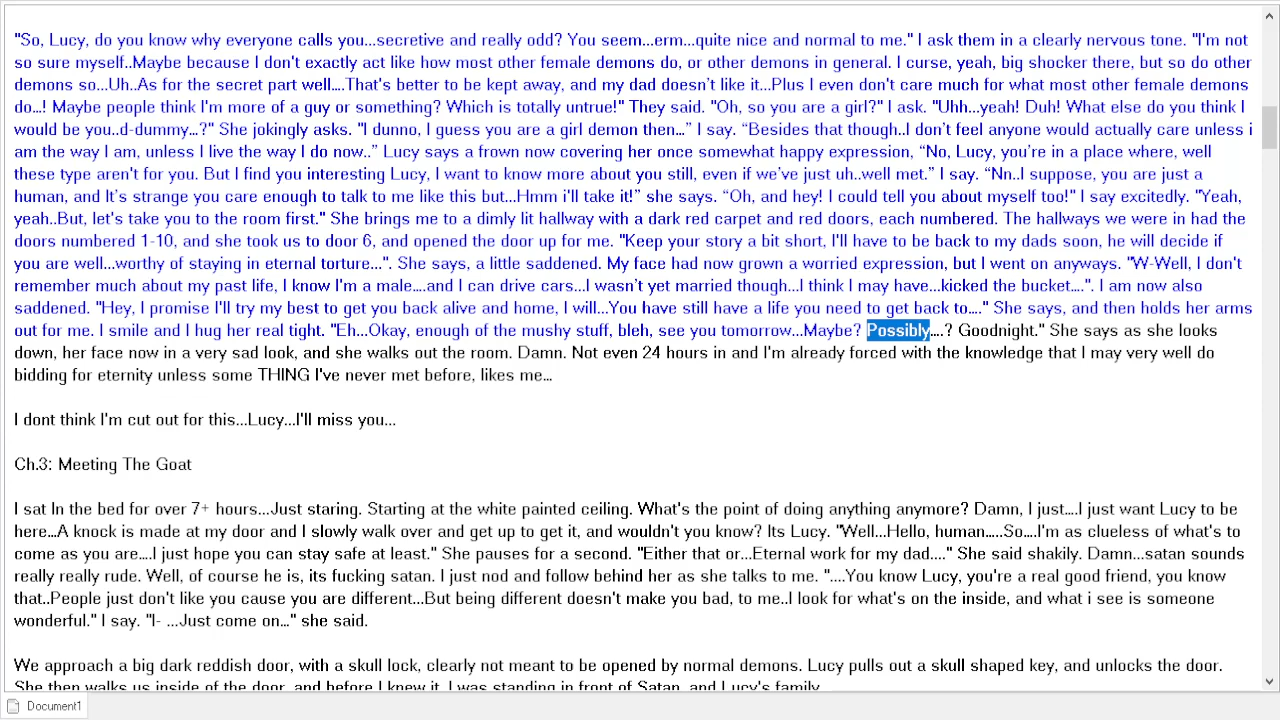 "So, Lucy, do you know why everyone calls you...secretive and really odd? You seem...erm...quite nice and normal to me." I ask them in a clearly nervous tone. "I'm not
so sure myself..Maybe because I don't exactly act like how most other female demons do, or other demons in general. I curse, yeah, big shocker there, but so do other
demons so...Uh..As for the secret part well....That's better to be kept away, and my dad doesn't like it...Plus I even don't care much for what most other female demons
do...! Maybe people think I'm more of a guy or something? Which is totally untrue!" They said. "Oh, so you are a girl?" I ask. "Uhh...yeah! Duh! What else do you think I
would be you..d-dummy...?" She jokingly asks. "I dunno, I guess you are a girl demon then..." I say. “Besides that though..I don’t feel anyone would actually care unless i
am the way I am, unless I live the way I do now..” Lucy says a frown now covering her once somewhat happy expression, “No, Lucy, you’re in a place where, well
these type aren't for you. But I find you interesting Lucy, I want to know more about you still, even if we’ve just uh..well met.” I say. “Nn..I suppose, you are just a
human, and It’s strange you care enough to talk to me like this but...Hmm i'll take it!” she says. “Oh, and hey! I could tell you about myself too!" I say excitedly. "Yeah,
yeah..But, let's take you to the room first." She brings me to a dimly lit hallway with a dark red carpet and red doors, each numbered. The hallways we were in had the
doors numbered 1-10, and she took us to door 6, and opened the door up for me. "Keep your story a bit short, I'll have to be back to my dads soon, he will decide if
you are well...worthy of staying in eternal torture...". She says, a little saddened. My face had now grown a worried expression, but I went on anyways. "W-Well, I don't
remember much about my past life, I know I'm a male....and I can drive cars...I wasn't yet married though...I think I may have...kicked the bucket....". I am now also
saddened. "Hey, I promise I'll try my best to get you back alive and home, I will...You have still have a life you need to get back to...." She says, and then holds her arms
out for me. I smile and I hug her real tight. "Eh...Okay, enough of the mushy stuff, bleh, see you tomorrow...Maybe? Possibly....? Goodnight." She says as she looks
down, her face now in a very sad look, and she walks out the room. Damn. Not even 24 hours in and I'm already forced with the knowledge that I may very well do
bidding for eternity unless some THING I've never met before, likes me...
I dont think I'm cut out for this...Lucy...I'll miss you...
Ch.3: Meeting The Goat
I sat In the bed for over 7+ hours...Just staring. Starting at the white painted ceiling. What's the point of doing anything anymore? Damn, I just....I just want Lucy to be
here...A knock is made at my door and I slowly walk over and get up to get it, and wouldn't you know? Its Lucy. "Well...Hello, human.....So....I'm as clueless of what's to
come as you are....I just hope you can stay safe at least." She pauses for a second. "Either that or...Eternal work for my dad...." She said shakily. Damn...satan sounds
really really rude. Well, of course he is, its fucking satan. I just nod and follow behind her as she talks to me. "....You know Lucy, you're a real good friend, you know
that..People just don't like you cause you are different...But being different doesn't make you bad, to me..I look for what's on the inside, and what i see is someone
wonderful." I say. "I- ...Just come on..." she said.
We approach a big dark reddish door, with a skull lock, clearly not meant to be opened by normal demons. Lucy pulls out a skull shaped key, and unlocks the door.
She then walks us inside of the door, and before I knew it, I was standing in front of Satan, and Lucy's family
Document1